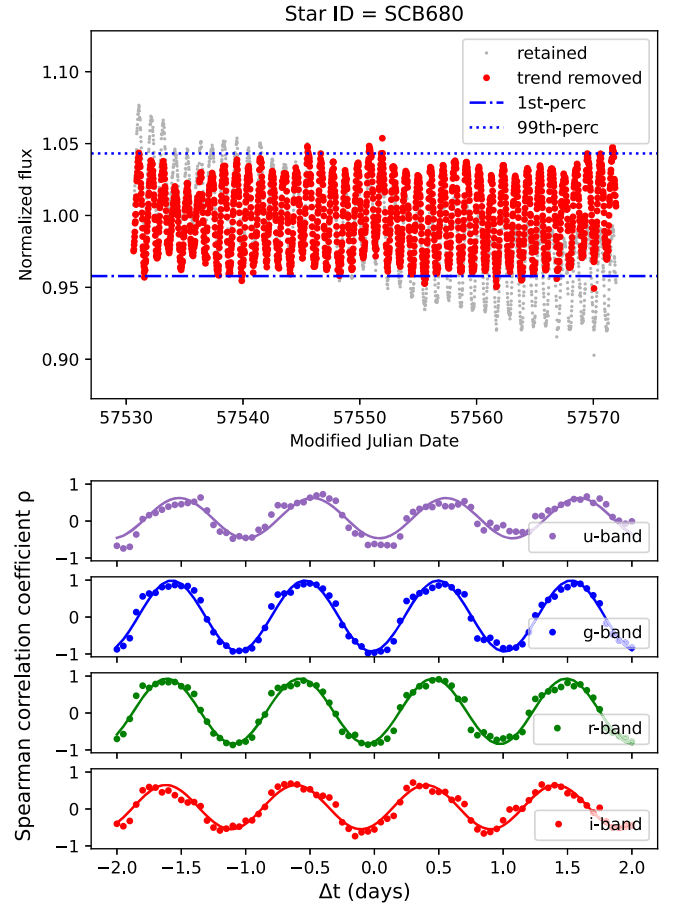 Star ID = SCB680
Normalized flux
1.10
1.05
1.00
0.95
0.90
retained
trend removed
1st-perc
99th-perc
57530
57540
57550
57560
57570
Modified Julian Date
Spearman correlation coefficient ρ
1
0
−1
u-band
1
0
−1
g-band
1
0
−1
r-band
1
0
−1
i-band
−2.0
−1.5
−1.0
−0.5
0.0
0.5
1.0
1.5
2.0
Δt (days)